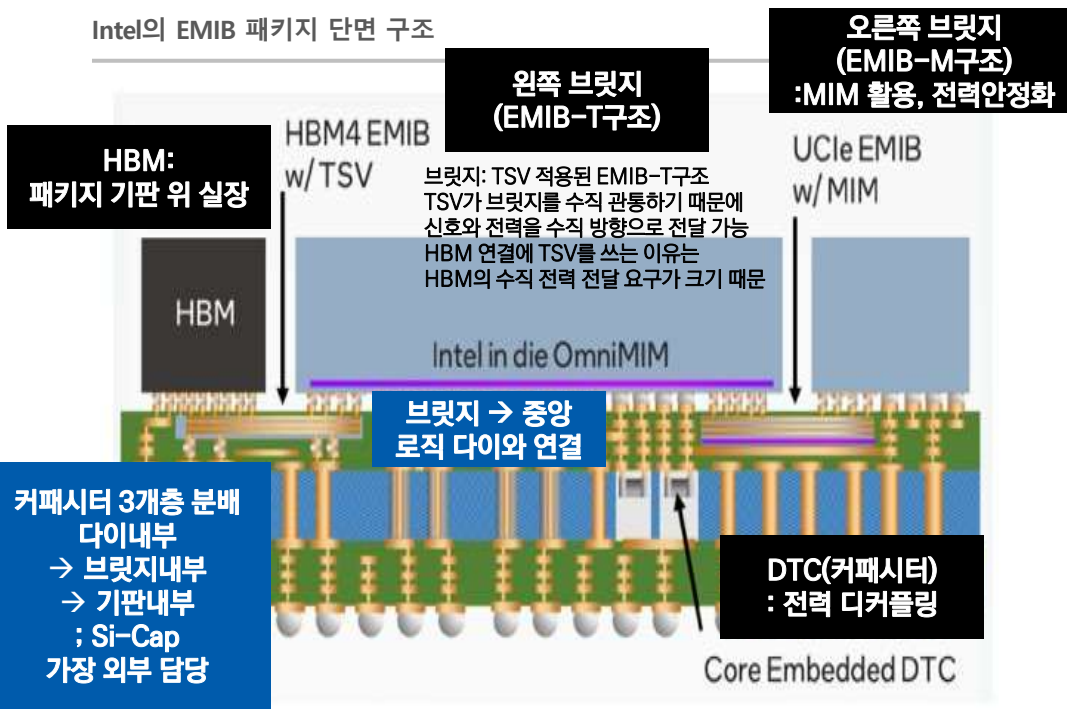 Intel의 EMIB 패키지 단면 구조
오른쪽 브릿지
(EMIB-M구조)
:MIM 활용, 전력안정화
왼쪽 브릿지
(EMIB-T구조)
HBM:
패키지 기판 위 실장
HBM4 EMIB
w/ TSV
브릿지: TSV 적용된 EMIB-T구조
TSV가 브릿지를 수직 관통하기 때문에
신호와 전력을 수직 방향으로 전달 가능
HBM 연결에 TSV를 쓰는 이유는
HBM의 수직 전력 전달 요구가 크기 때문
UCIe EMIB
w/ MIM
HBM
Intel in die OmniMIM
브릿지 → 중앙
로직 다이와 연결
커패시터 3개층 분배
다이내부
→ 브릿지내부
→ 기판내부
; Si-Cap
가장 외부 담당
DTC(커패시터)
: 전력 디커플링
Core Embedded DTC